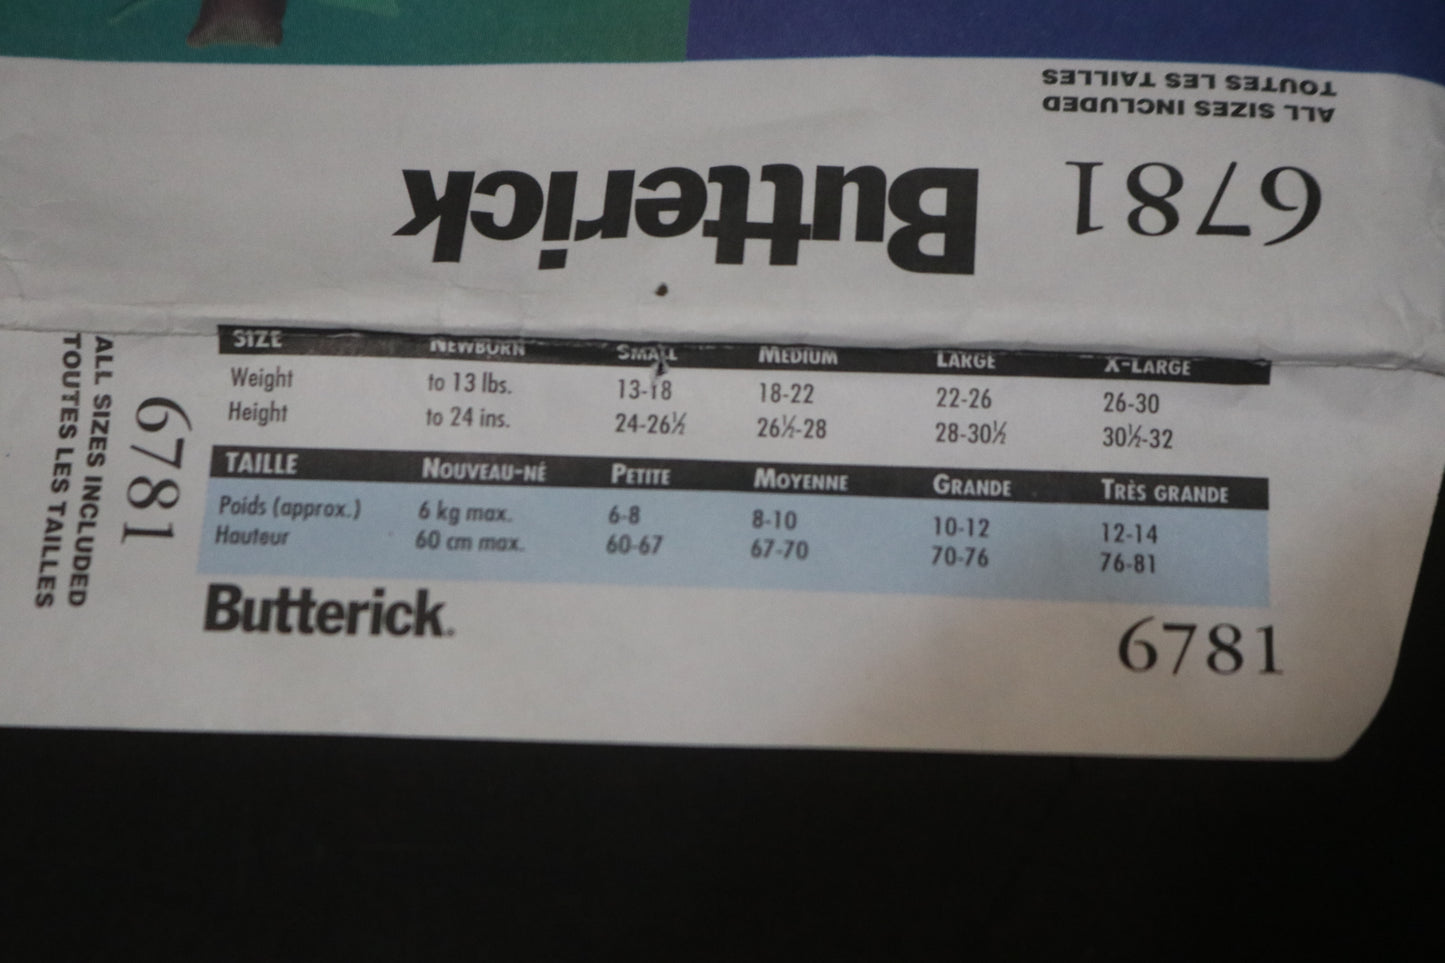 ALL SIZES INCLUDED
TOUTES LES TAILLES
6781
Butterick
SIZE NEWBORN SMALL MEDIUM LARGE X-LARGE
Weight to 13 lbs. 13-18 18-22 22-26 26-30
Height to 24 ins. 24-26½ 26½-28 28-30½ 30½-32
TAILLE NOUVEAU-NÉ PETITE MOYENNE GRANDE TRÈS GRANDE
Poids (approx.) 6 kg max. 6-8 8-10 10-12 12-14
Hauteur 60 cm max. 60-67 67-70 70-76 76-81
Butterick.
6781
6781
ALL SIZES INCLUDED
TOUTES LES TAILLES